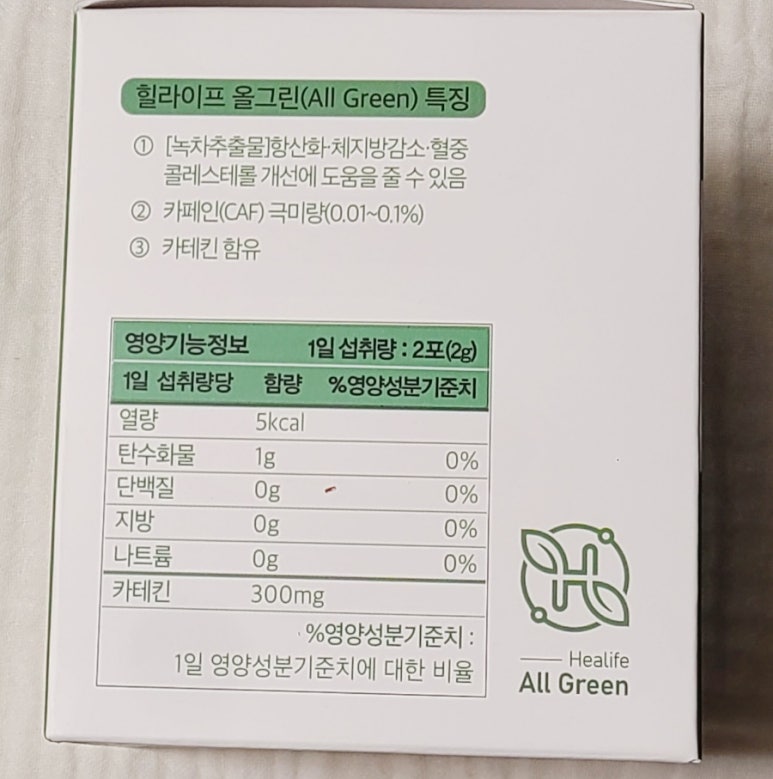 힐라이프 올그린(All Green) 특징
① [녹차추출물]항산화·체지방감소·혈중
콜레스테롤 개선에 도움을 줄 수 있음
② 카페인(CAF) 극미량(0.01~0.1%)
③ 카테킨 함유
영양기능정보 1일 섭취량 : 2포(2g)
1일 섭취량당 함량 %영양성분기준치
열량 5kcal
탄수화물 1g 0%
단백질 0g 0%
지방 0g 0%
나트륨 0g 0%
카테킨 300mg
%영양성분기준치 :
1일 영양성분기준치에 대한 비율
Healife
All Green